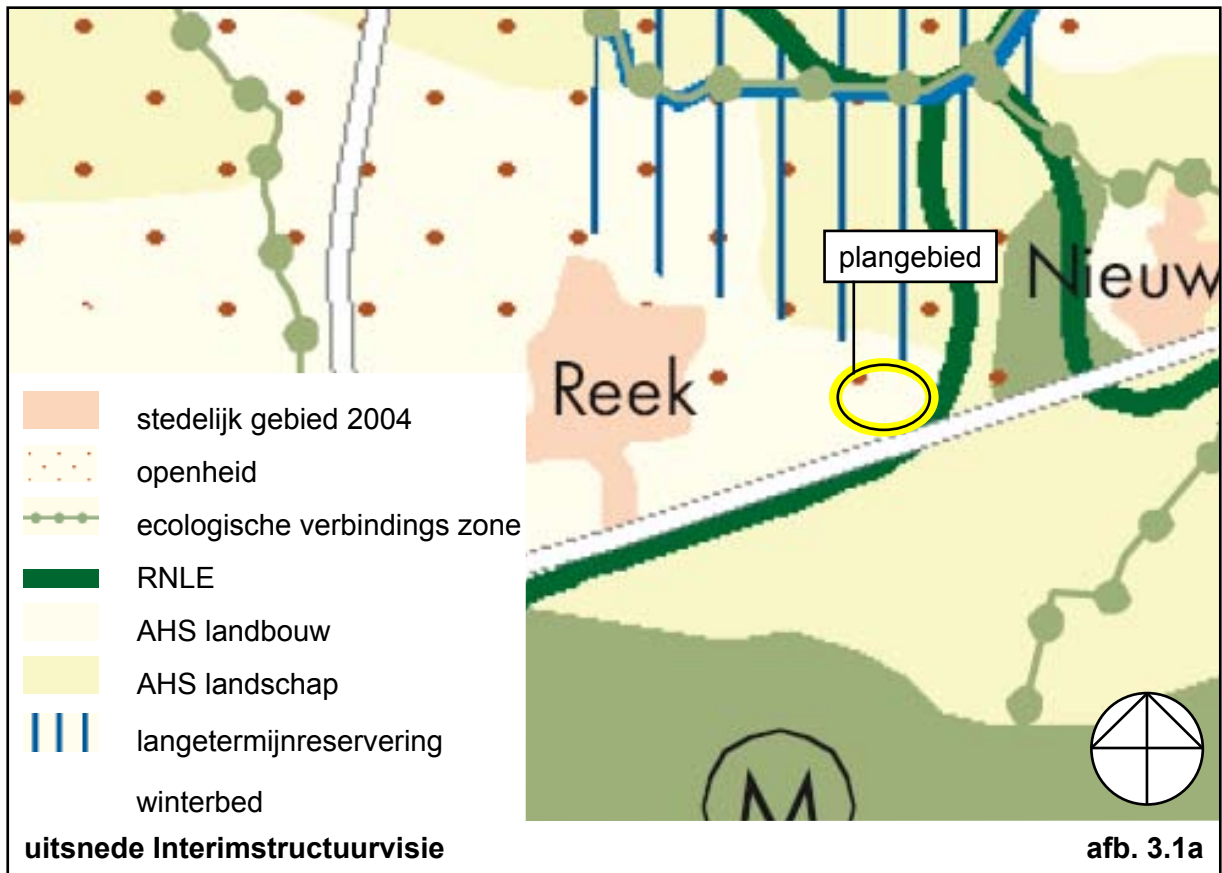 plangebied
Nieuw
Reek
stedelijk gebied 2004
openheid
ecologische verbindings zone
RNLE
AHS landbouw
AHS landschap
langetermijnreservering
winterbed
M
uitsnede Interimstructuurvisie
afb. 3.1a